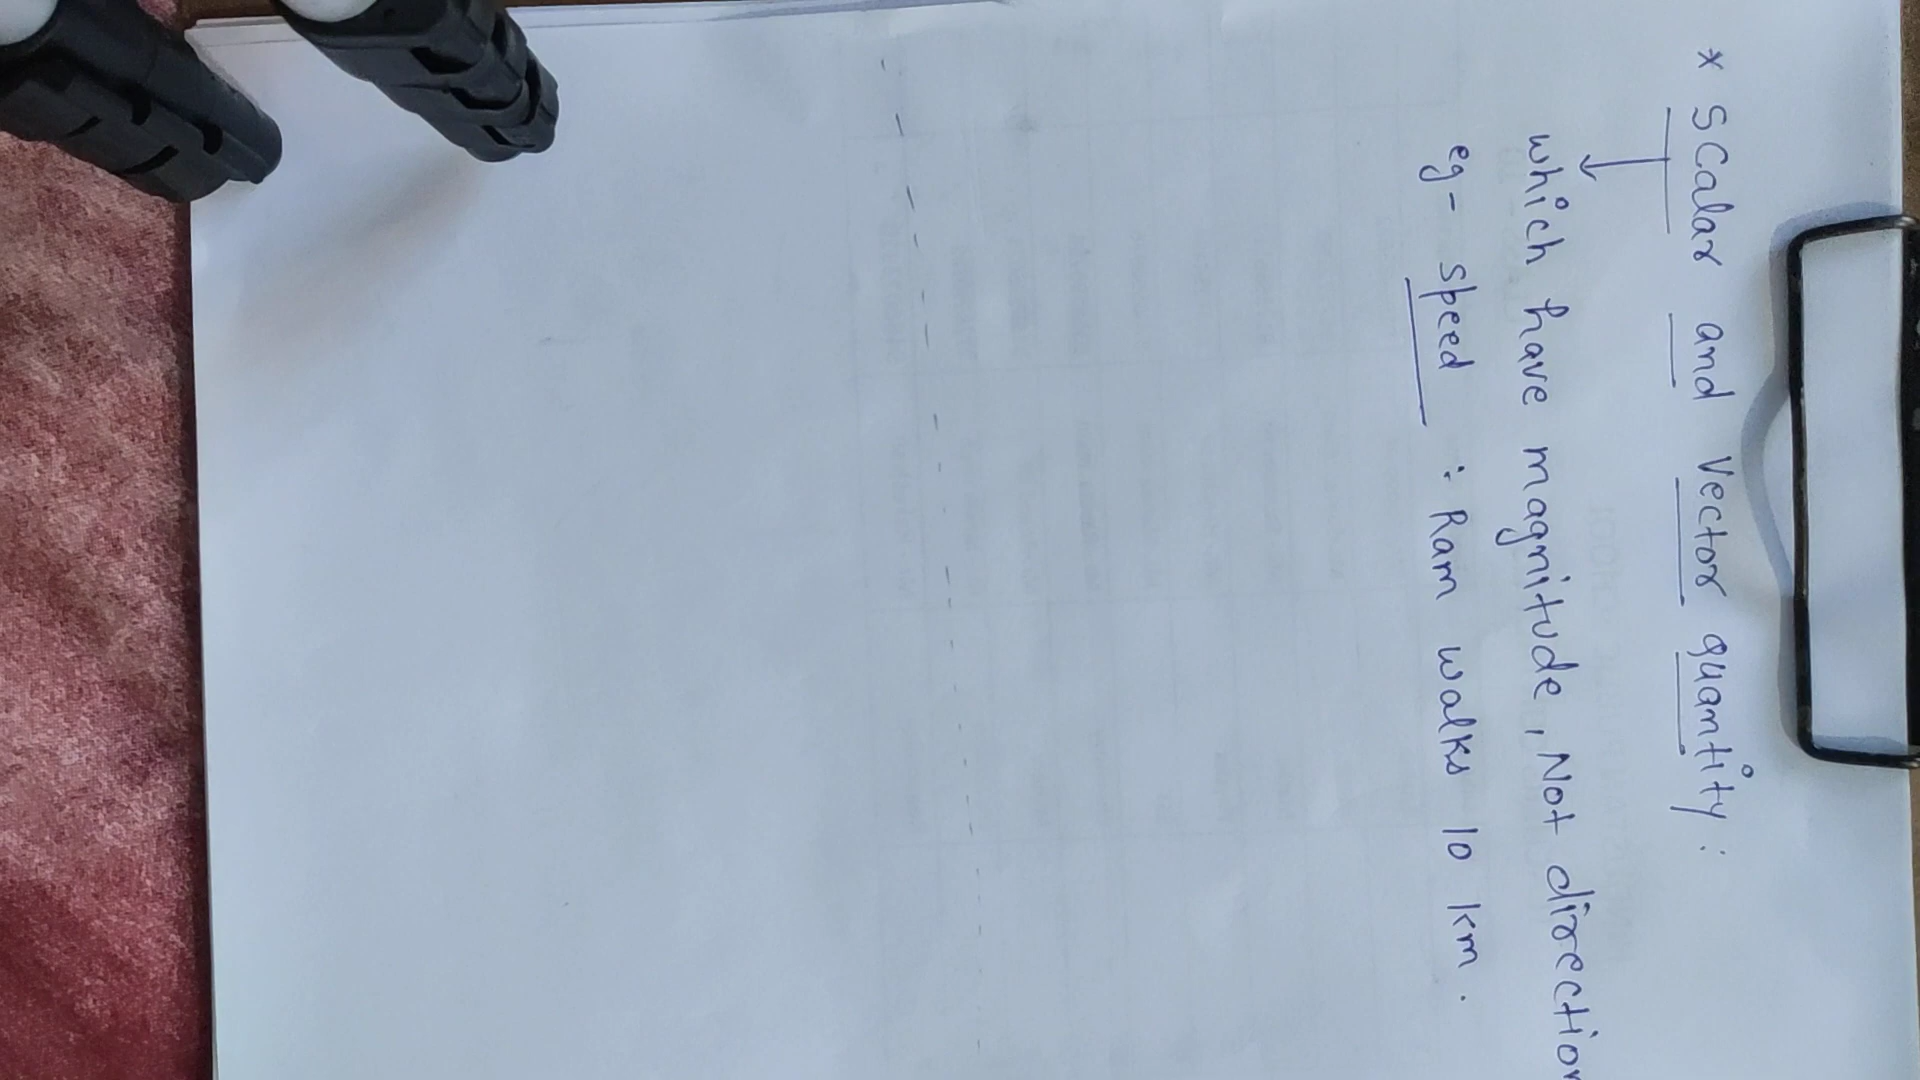 * Scalar and Vector quantity :
which have magnitude, Not direction
eg - speed : Ram walks 10 km.